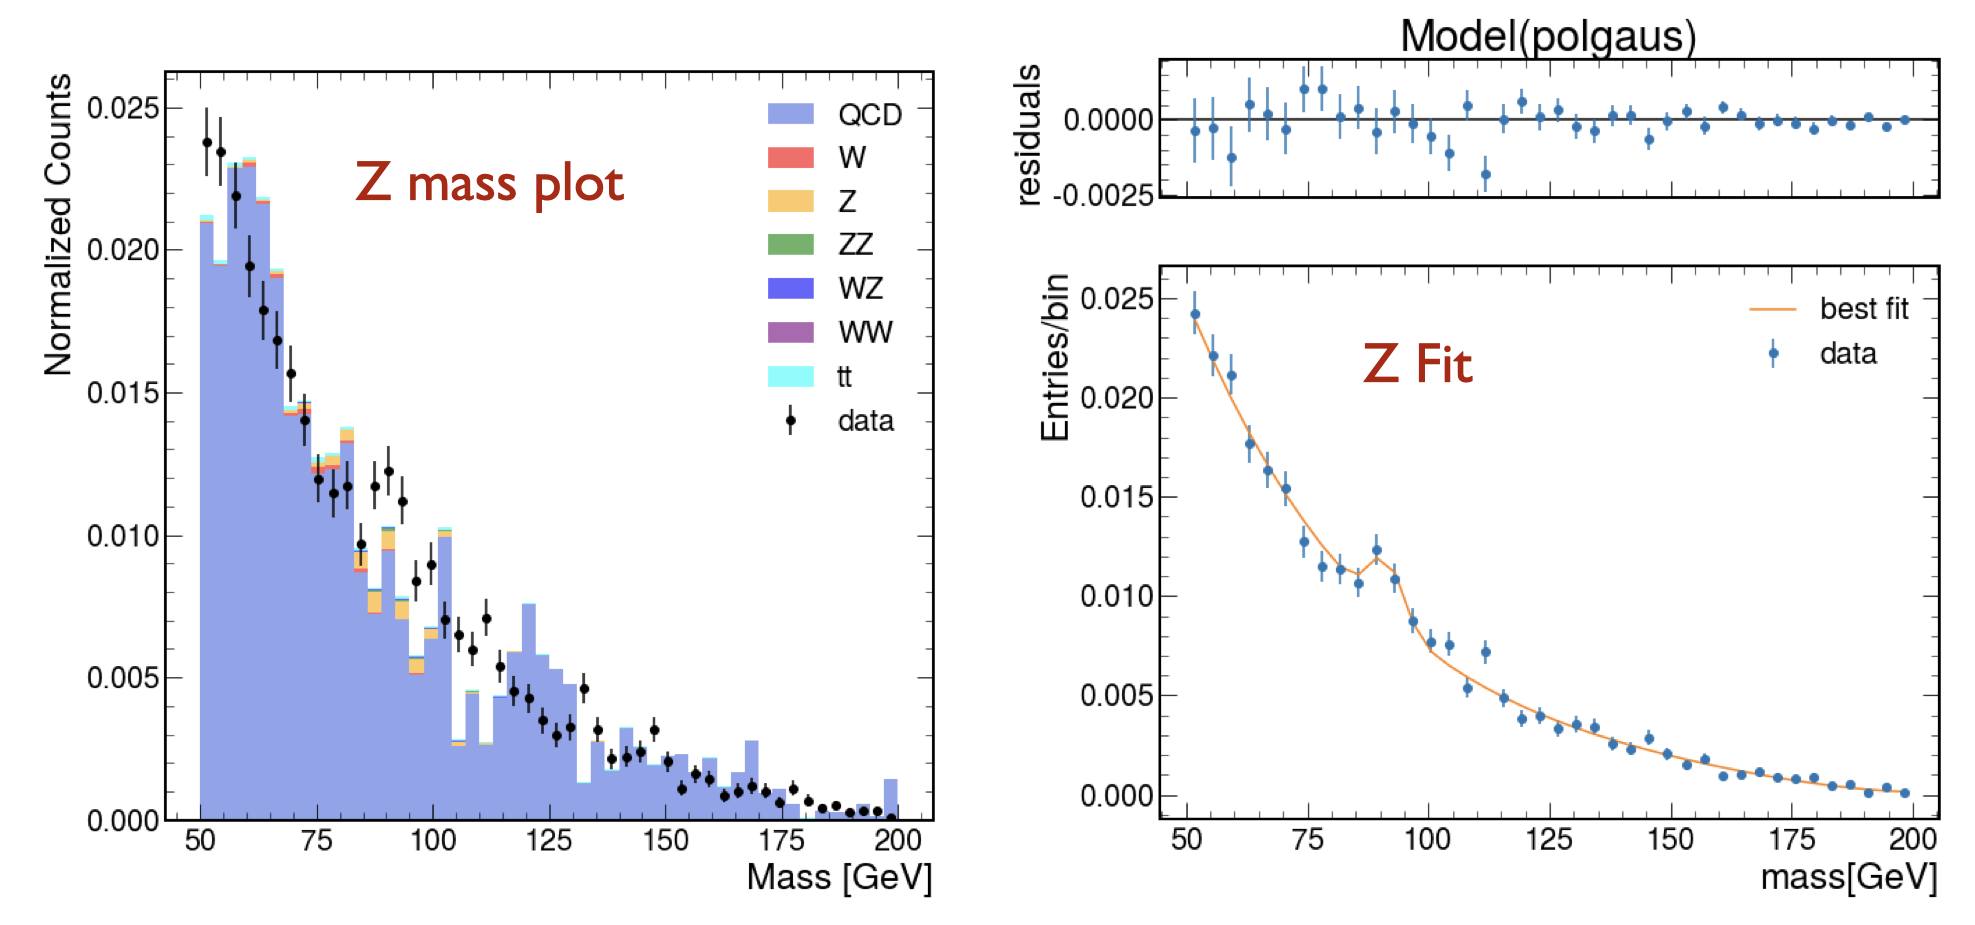 Normalized Counts
0.025
0.020
0.015
0.010
0.005
0.000
Z mass plot
QCD
W
Z
ZZ
WZ
WW
tt
data
50 75 100 125 150 175 200
Mass [GeV]
Model(polgaus)
residuals
0.0000
-0.0025
Entries/bin
0.025
0.020
0.015
0.010
0.005
0.000
Z Fit
best fit
data
50 75 100 125 150 175 200
mass[GeV]